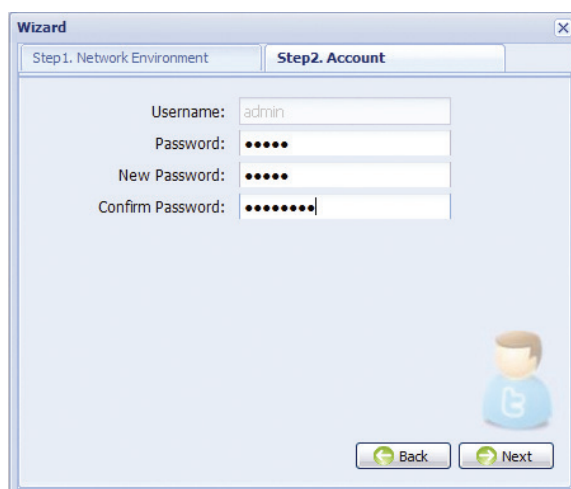 Wizard
Step1. Network Environment
Step2. Account
Username: admin
Password: •••••
New Password: •••••
Confirm Password: ••••••••
Back
Next